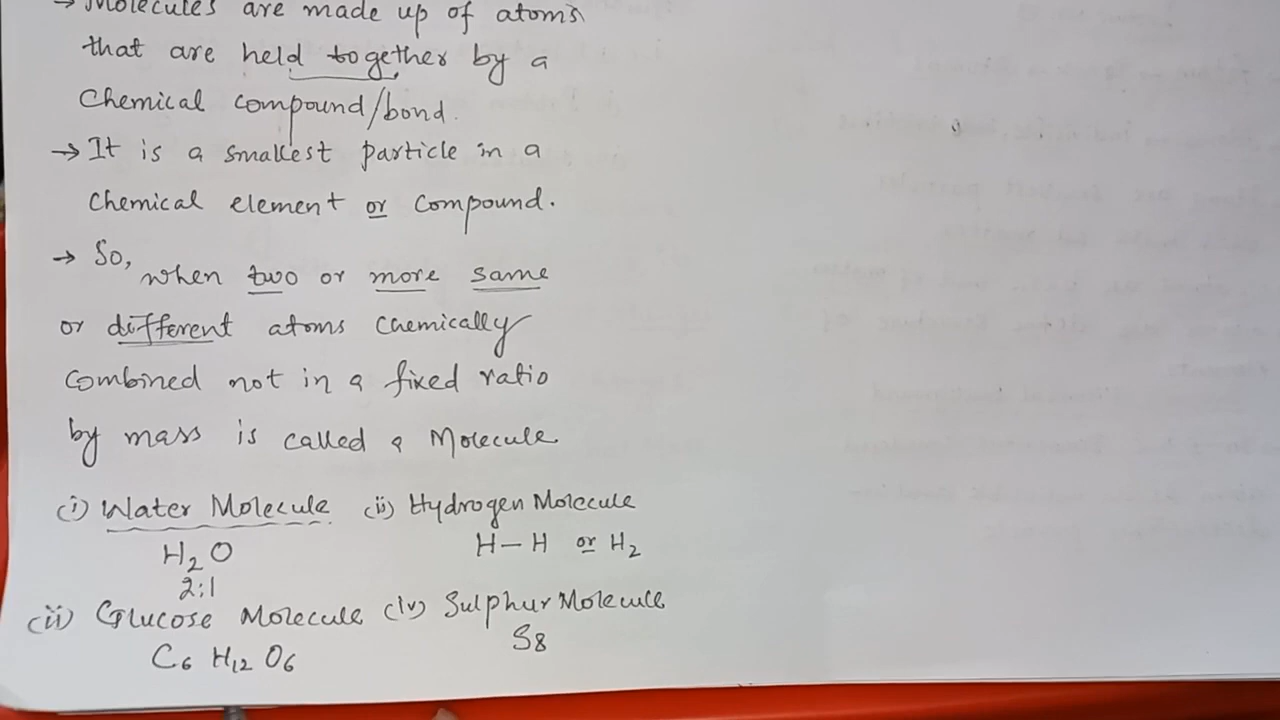 → Molecules are made up of atoms
that are held together by a
Chemical compound/bond.
→ It is a smallest particle in a
Chemical element or compound.
→ So, when two or more same
or different atoms chemically
combined not in a fixed ratio
by mass is called a Molecule
(i) Water Molecule (ii) Hydrogen Molecule
H2O H-H or H2
2:1
(ii) Glucose Molecule (iv) Sulphur Molecule
C6 H12 O6 S8